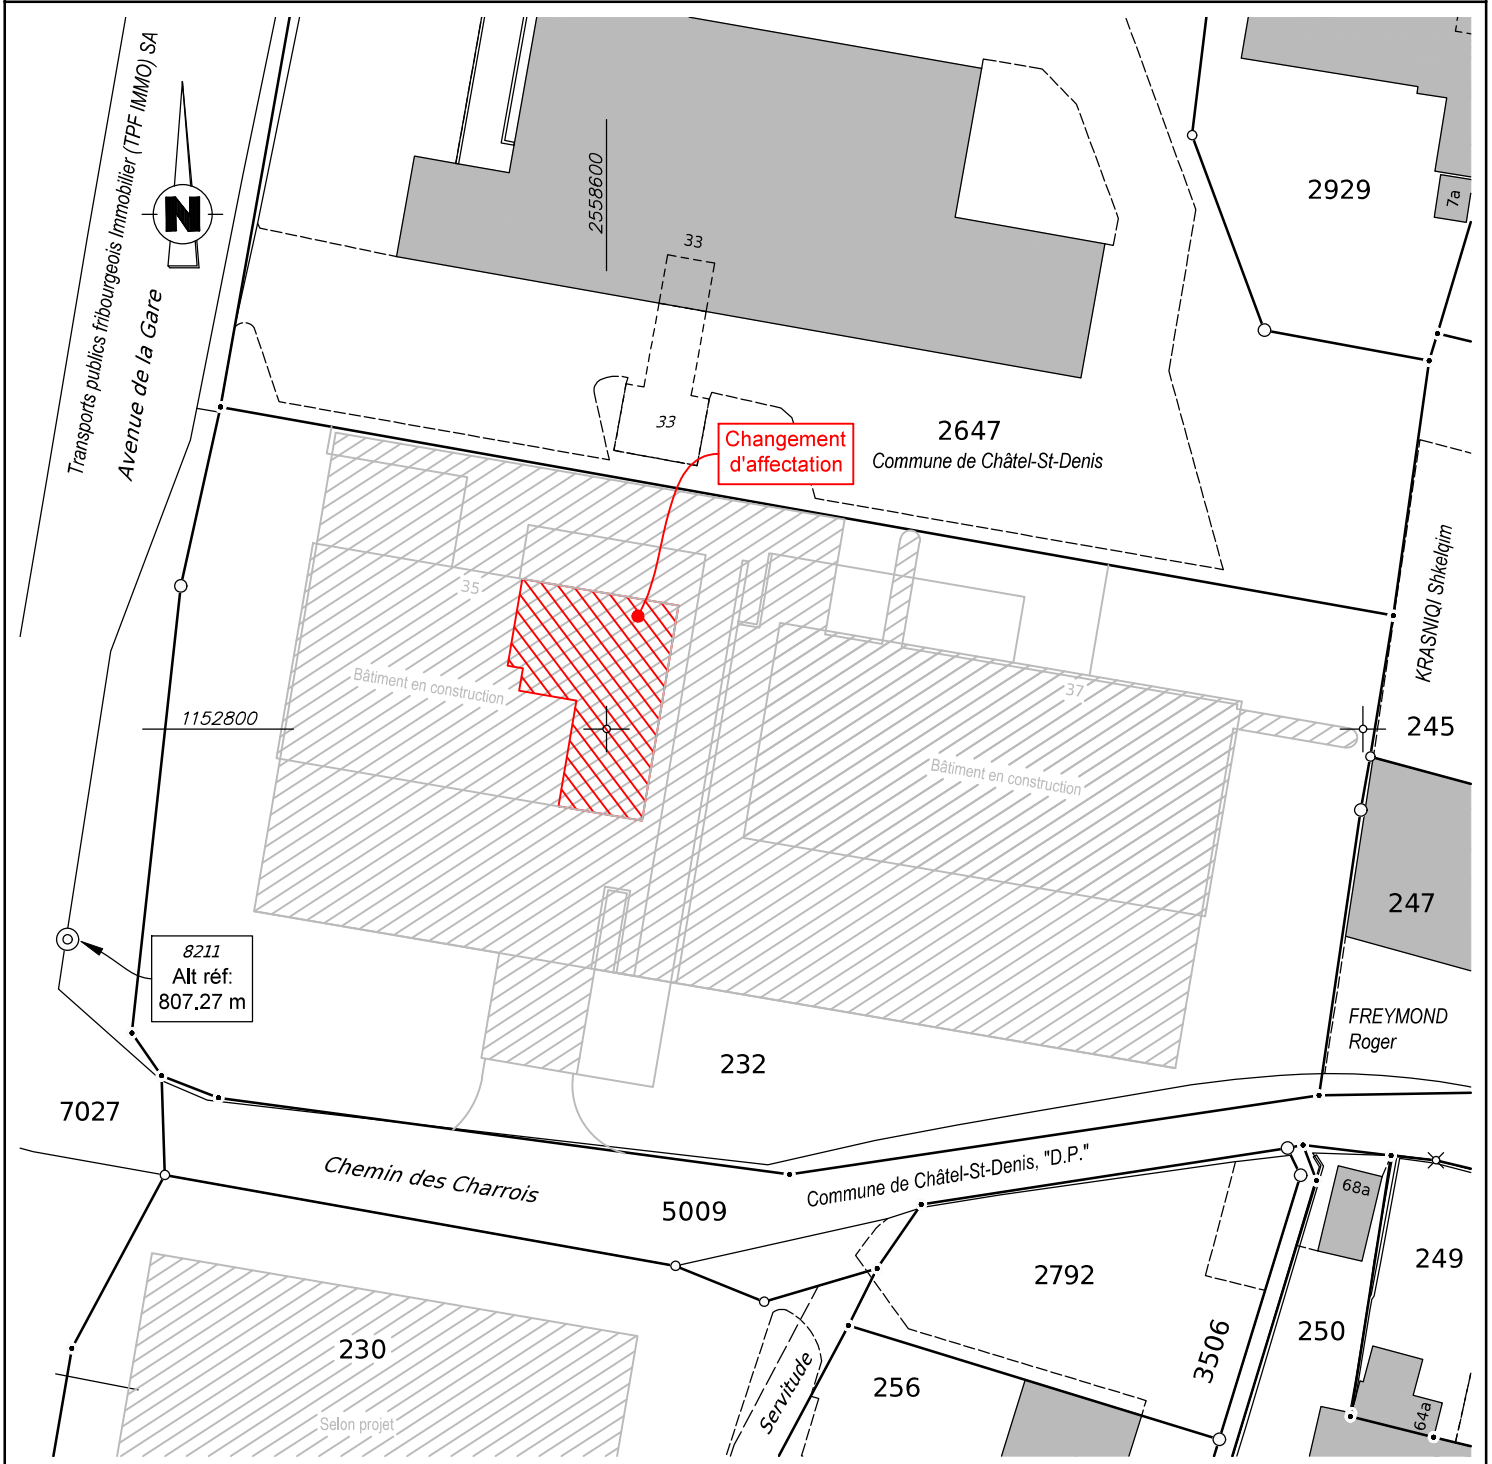 Transports publics fribourgeois Immobilier (TPF IMMO) SA
Avenue de la Gare
N
2558600
33
33
2929
7a
2647
Commune de Châtel-St-Denis
Changement
d'affectation
35
Bâtiment en construction
1152800
37
Bâtiment en construction
KRASNIQI Shkelqim
245
247
8211
Alt réf:
807.27 m
FREYMOND
Roger
232
7027
Chemin des Charrois
5009
Commune de Châtel-St-Denis, "D.P."
68a
249
2792
3506
250
230
Selon projet
Servitude
256
64a